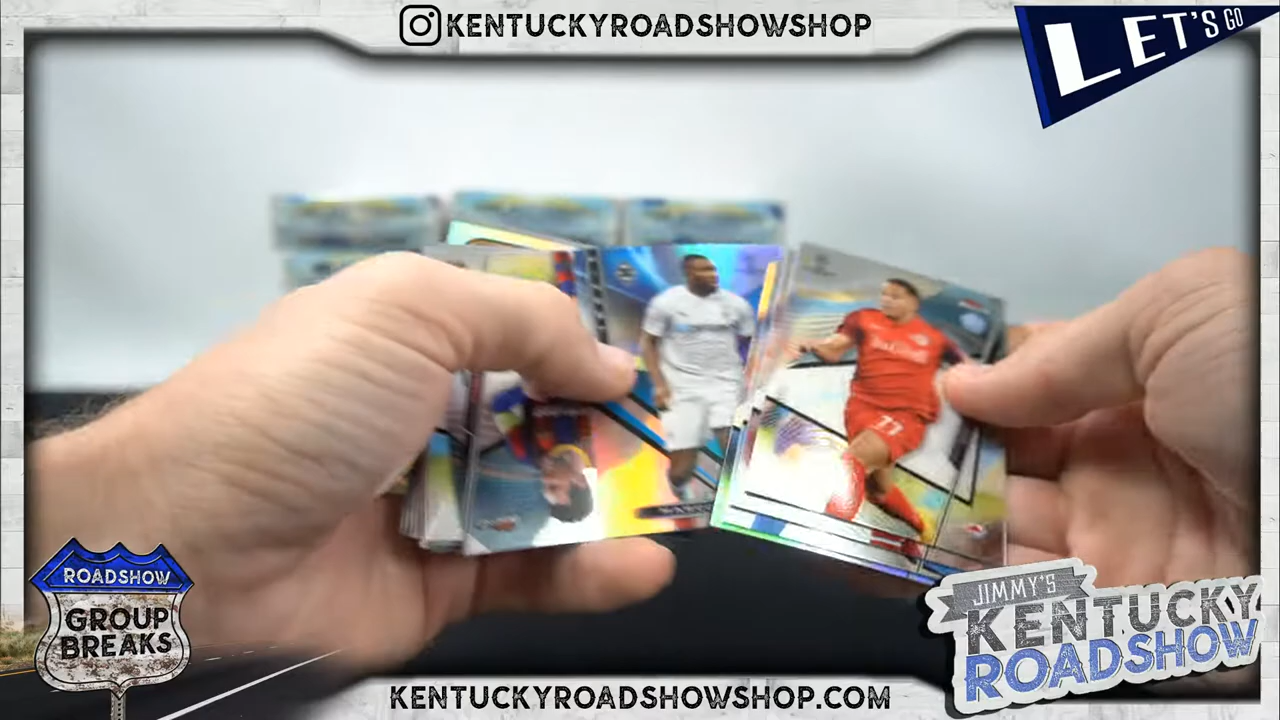 KENTUCKYROADSHOWSHOP
LET'S GO
ROADSHOW
GROUP
BREAKS
JIMMY'S
KENTUCKY
ROADSHOW
KENTUCKYROADSHOWSHOP.COM